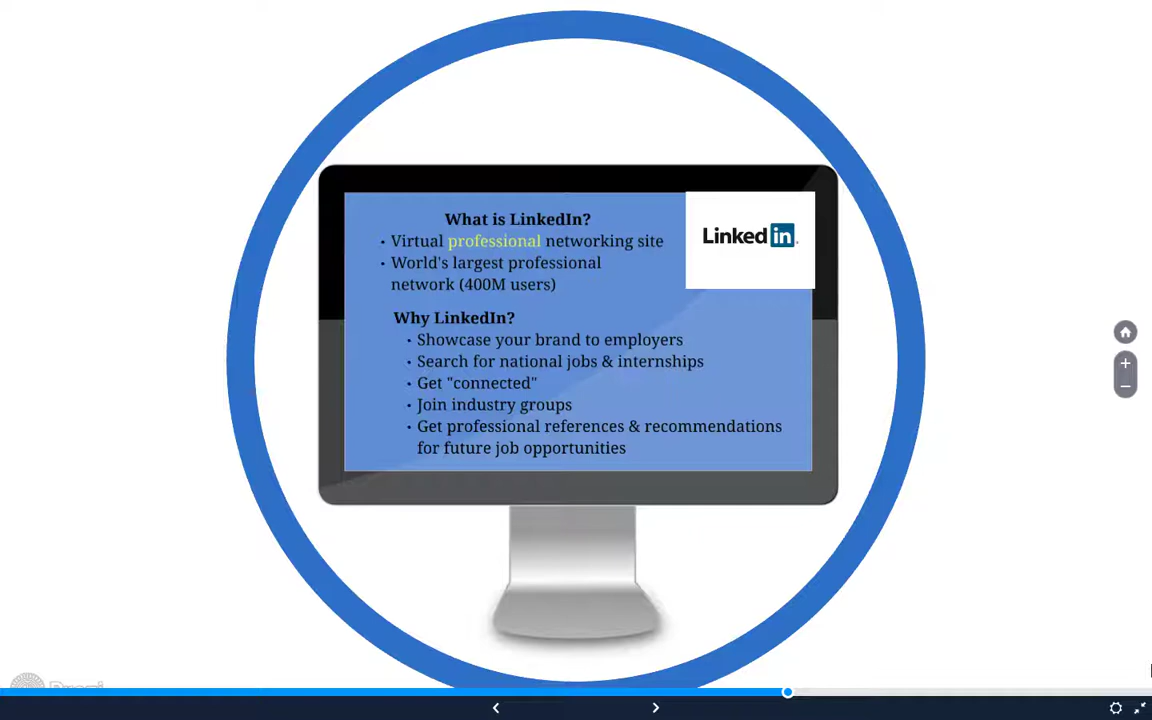 What is LinkedIn?
• Virtual professional networking site
• World's largest professional
network (400M users)
Linked in.
Why LinkedIn?
• Showcase your brand to employers
• Search for national jobs & internships
• Get "connected"
• Join industry groups
• Get professional references & recommendations
for future job opportunities